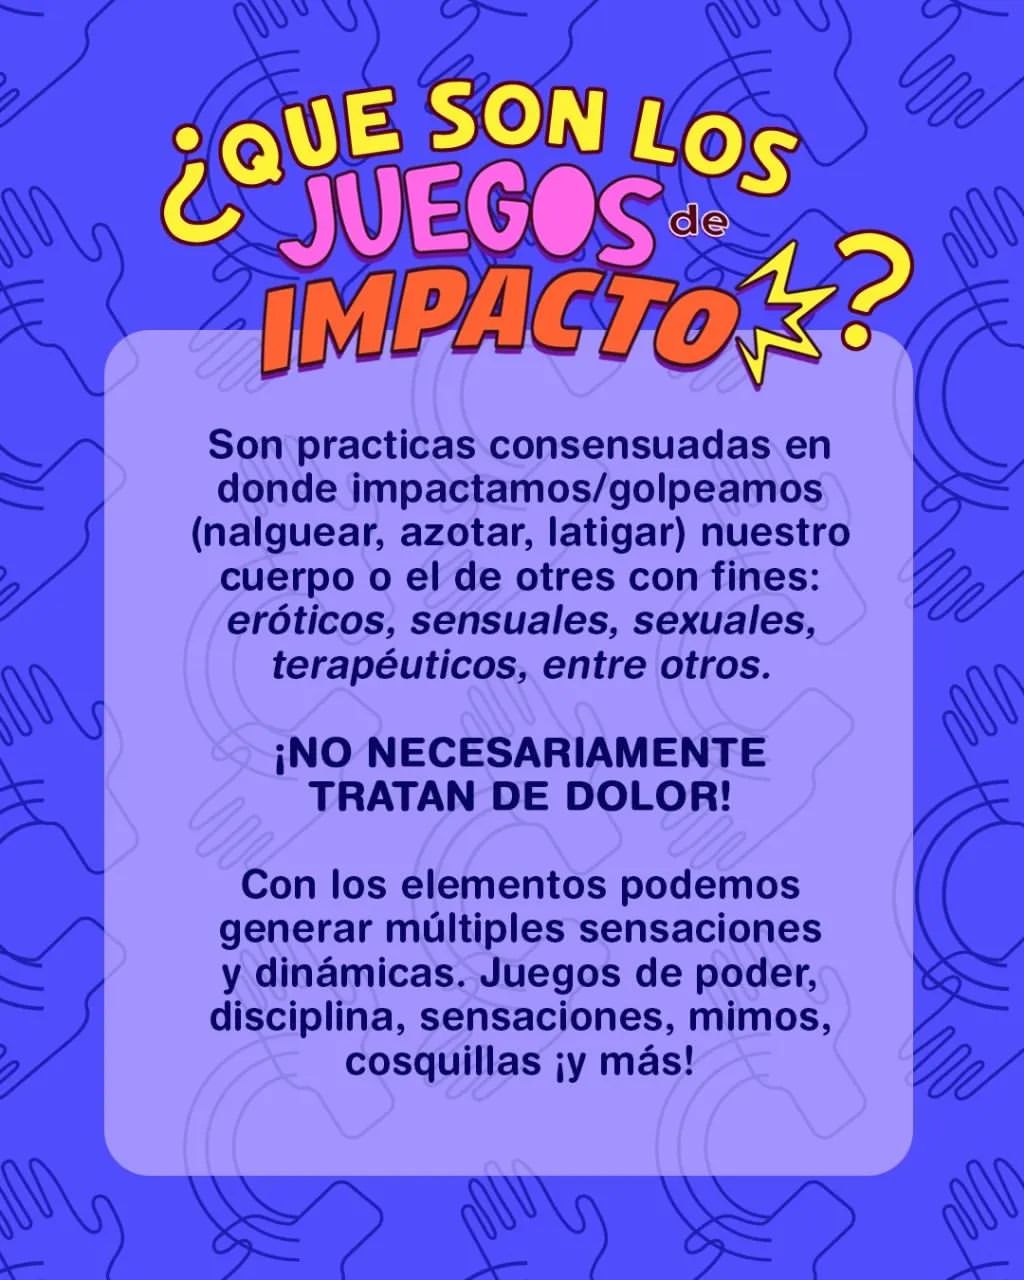 ¿QUE SON LOS
JUEGOS de
IMPACTO?
Son practicas consensuadas en
donde impactamos/golpeamos
(nalguear, azotar, latigar) nuestro
cuerpo o el de otres con fines:
eróticos, sensuales, sexuales,
terapéuticos, entre otros.
¡NO NECESARIAMENTE
TRATAN DE DOLOR!
Con los elementos podemos
generar múltiples sensaciones
y dinámicas. Juegos de poder,
disciplina, sensaciones, mimos,
cosquillas ¡y más!